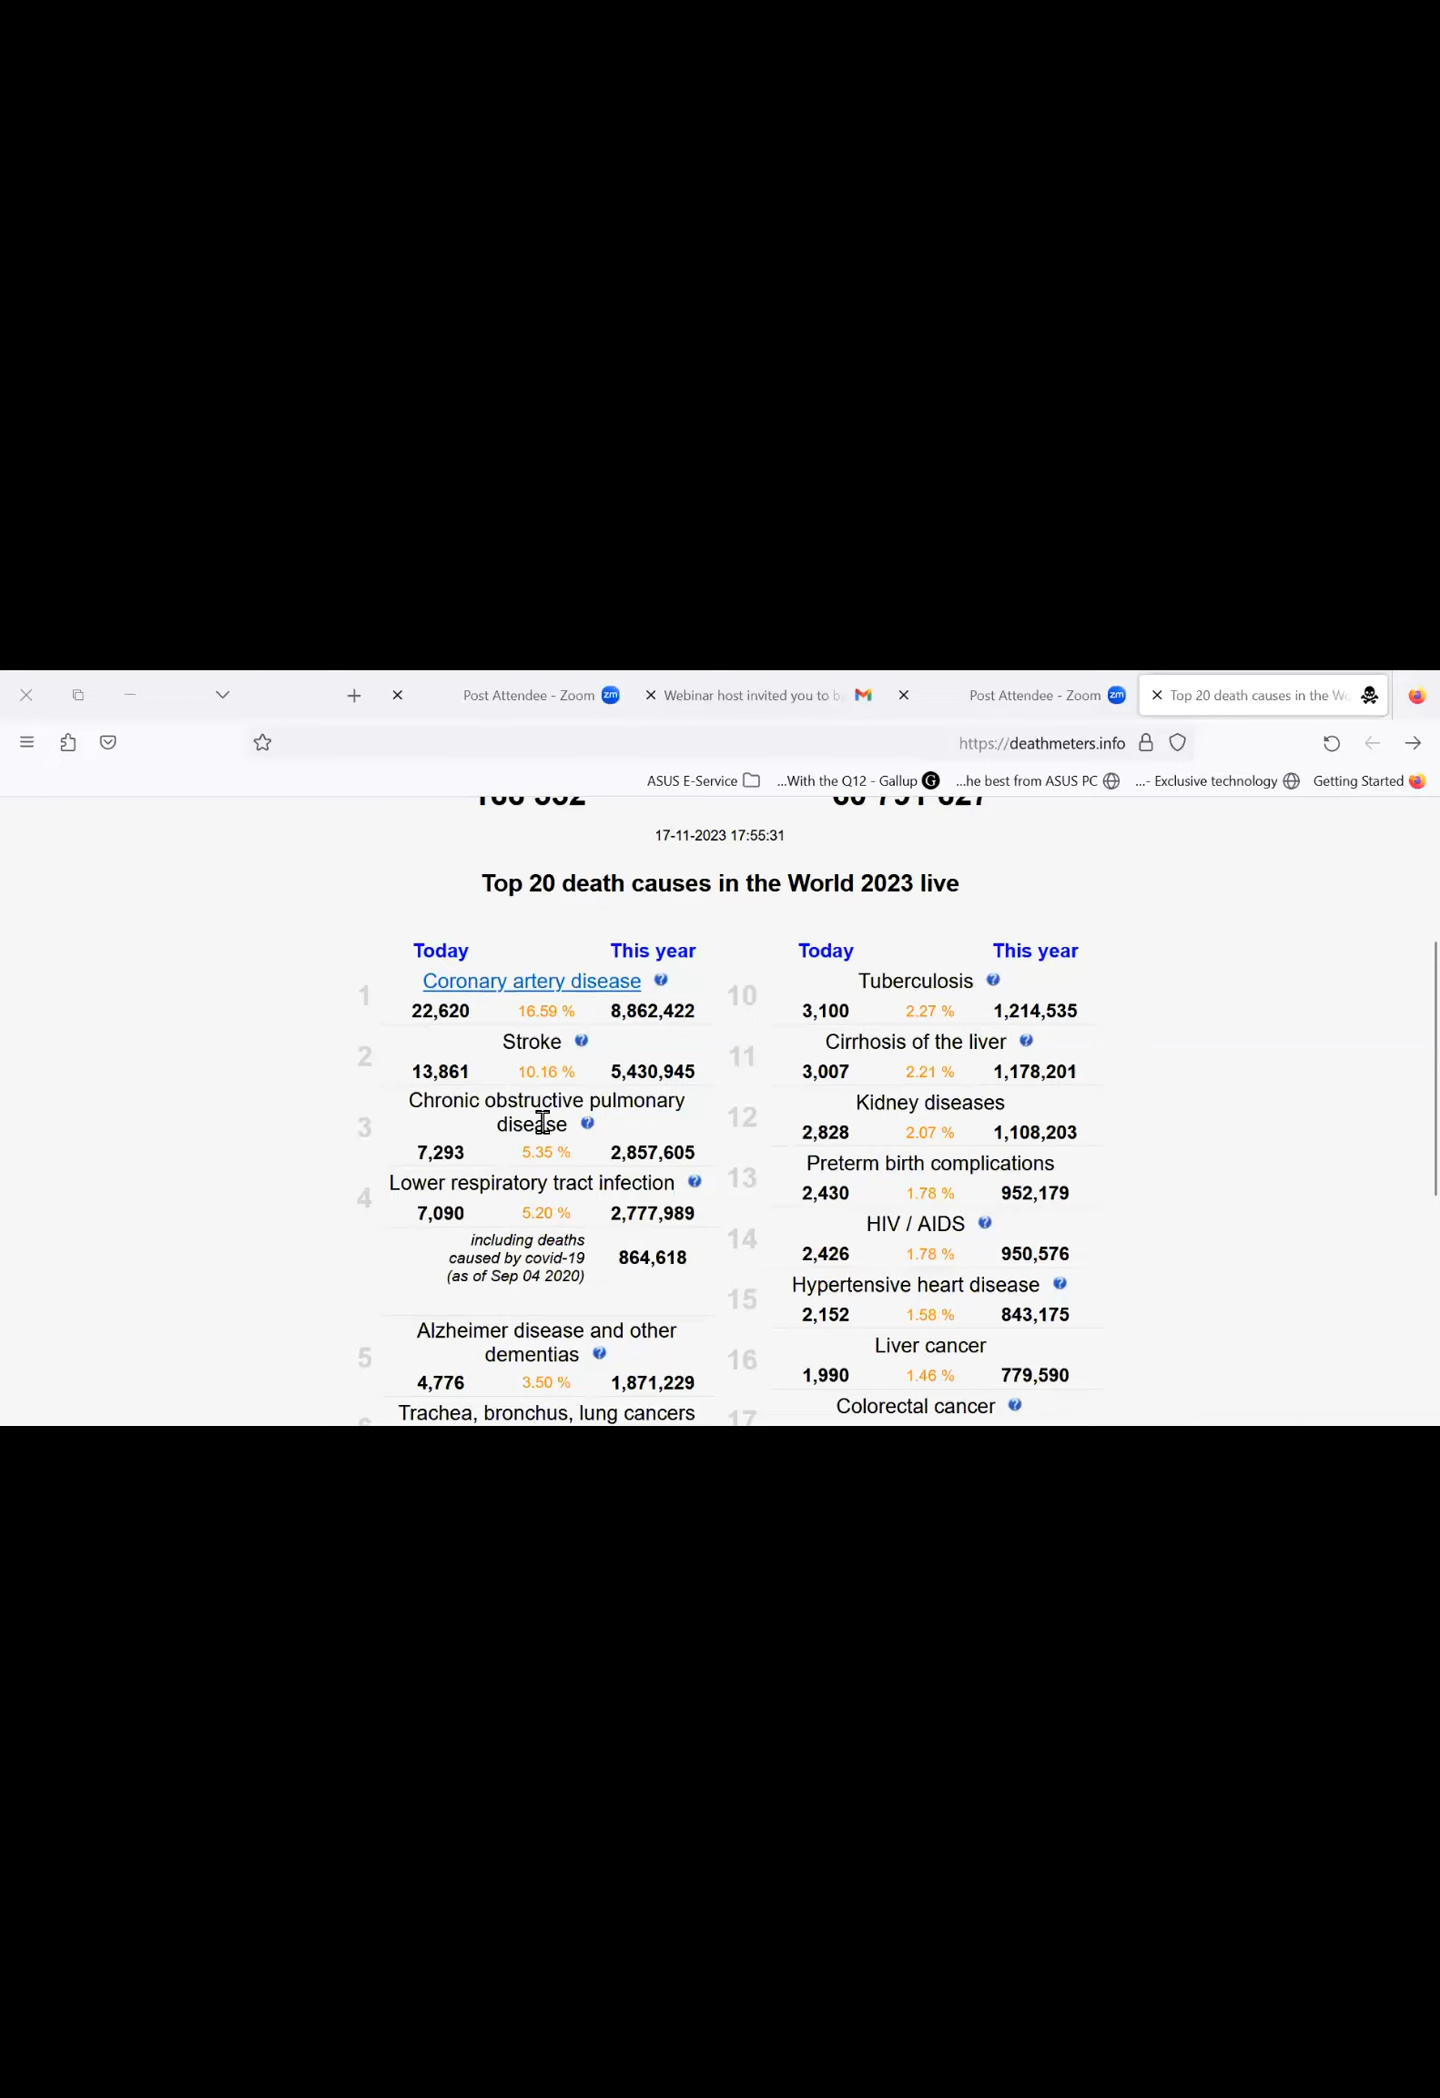 Post Attendee - Zoom
Webinar host invited you to b
Post Attendee - Zoom
Top 20 death causes in the Wo
https://deathmeters.info
ASUS E-Service
...With the Q12 - Gallup
...he best from ASUS PC
...- Exclusive technology
Getting Started
17-11-2023 17:55:31
Top 20 death causes in the World 2023 live
Today This year
1 Coronary artery disease
22,620 16.59 % 8,862,422
2 Stroke
13,861 10.16 % 5,430,945
3 Chronic obstructive pulmonary
disease
7,293 5.35 % 2,857,605
4 Lower respiratory tract infection
7,090 5.20 % 2,777,989
including deaths
caused by covid-19 864,618
(as of Sep 04 2020)
5 Alzheimer disease and other
dementias
4,776 3.50 % 1,871,229
Trachea, bronchus, lung cancers
Today This year
10 Tuberculosis
3,100 2.27 % 1,214,535
11 Cirrhosis of the liver
3,007 2.21 % 1,178,201
12 Kidney diseases
2,828 2.07 % 1,108,203
13 Preterm birth complications
2,430 1.78 % 952,179
14 HIV / AIDS
2,426 1.78 % 950,576
15 Hypertensive heart disease
2,152 1.58 % 843,175
16 Liver cancer
1,990 1.46 % 779,590
17 Colorectal cancer